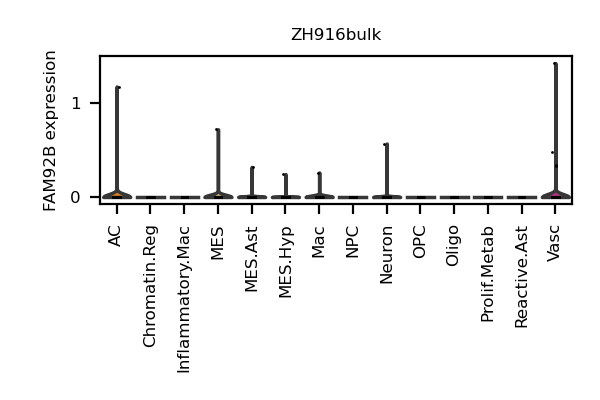 ZH916bulk
FAM92B expression
1
0
AC
Chromatin.Reg
Inflammatory.Mac
MES
MES.Ast
MES.Hyp
Mac
NPC
Neuron
OPC
Oligo
Prolif.Metab
Reactive.Ast
Vasc